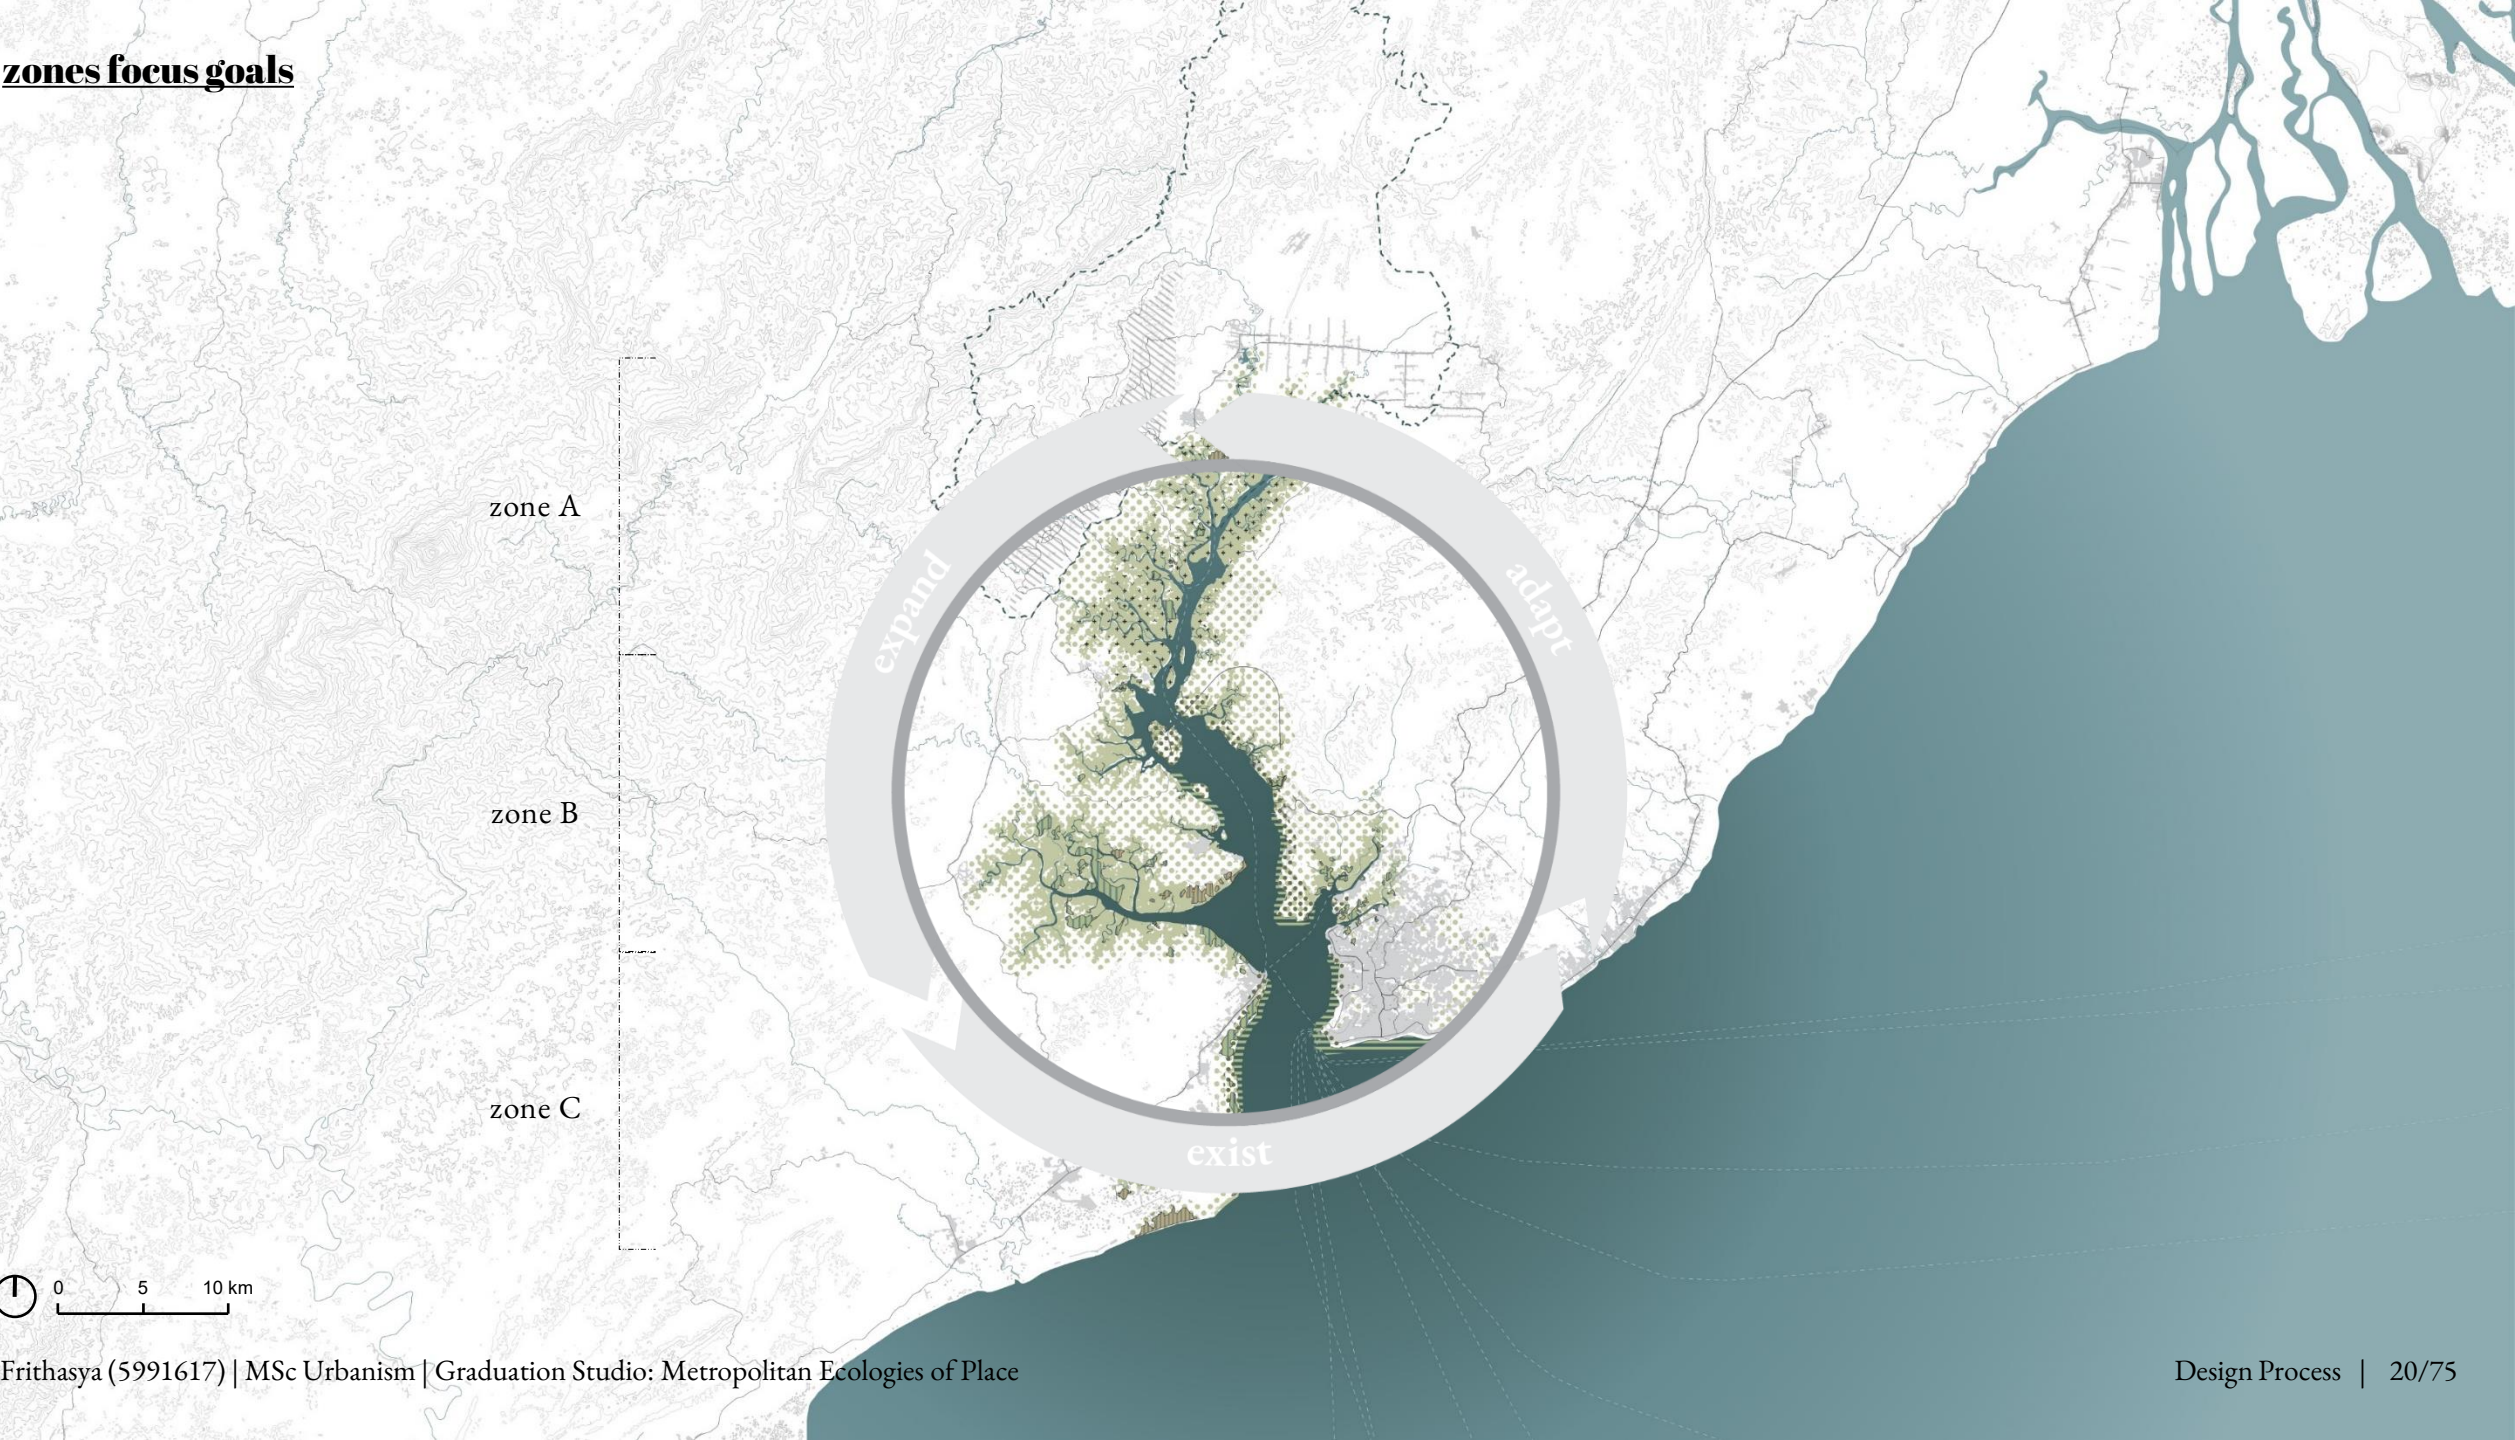 zones focus goals
zone A
expand
adapt
zone B
zone C
exist
0 5 10 km
Frithasya (5991617) | MSc Urbanism | Graduation Studio: Metropolitan Ecologies of Place
Design Process | 20/75